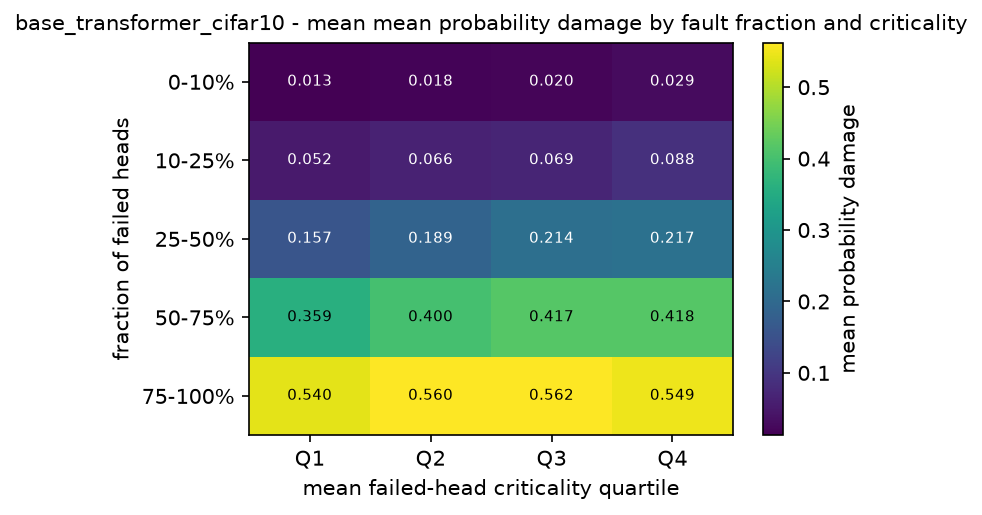 base_transformer_cifar10 - mean mean probability damage by fault fraction and criticality
fraction of failed heads
0-10% 0.013 0.018 0.020 0.029
10-25% 0.052 0.066 0.069 0.088
25-50% 0.157 0.189 0.214 0.217
50-75% 0.359 0.400 0.417 0.418
75-100% 0.540 0.560 0.562 0.549
Q1 Q2 Q3 Q4
mean failed-head criticality quartile
0.5
0.4
0.3
0.2
0.1
mean probability damage